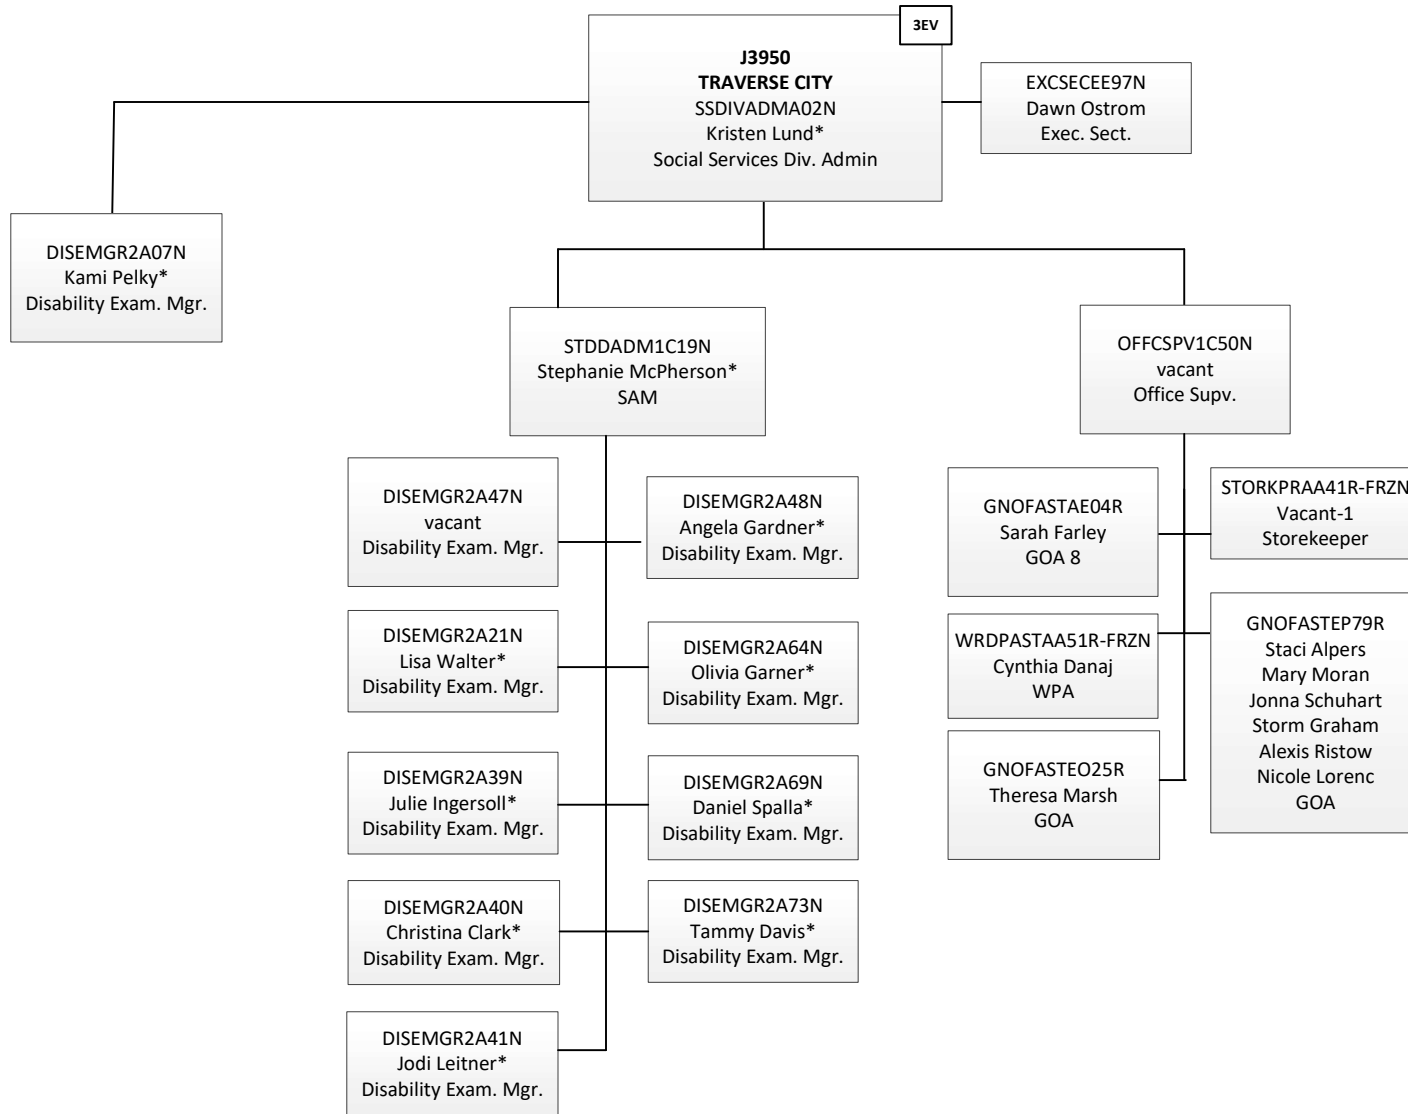 3EV
J3950
TRAVERSE CITY
SSDIVADMA02N
Kristen Lund*
Social Services Div. Admin
EXCSECEE97N
Dawn Ostrom
Exec. Sect.
DISEMGR2A07N
Kami Pelky*
Disability Exam. Mgr.
STDDADM1C19N
Stephanie McPherson*
SAM
OFFCSPV1C50N
vacant
Office Supv.
DISEMGR2A47N
vacant
Disability Exam. Mgr.
DISEMGR2A48N
Angela Gardner*
Disability Exam. Mgr.
DISEMGR2A21N
Lisa Walter*
Disability Exam. Mgr.
DISEMGR2A64N
Olivia Garner*
Disability Exam. Mgr.
DISEMGR2A39N
Julie Ingersoll*
Disability Exam. Mgr.
DISEMGR2A69N
Daniel Spalla*
Disability Exam. Mgr.
DISEMGR2A40N
Christina Clark*
Disability Exam. Mgr.
DISEMGR2A73N
Tammy Davis*
Disability Exam. Mgr.
DISEMGR2A41N
Jodi Leitner*
Disability Exam. Mgr.
GNOFASTAE04R
Sarah Farley
GOA 8
STORKPRAA41R-FRZN
Vacant-1
Storekeeper
WRDPASTAA51R-FRZN
Cynthia Danaj
WPA
GNOFASTEP79R
Staci Alpers
Mary Moran
Jonna Schuhart
Storm Graham
Alexis Ristow
Nicole Lorenc
GOA
GNOFASTEO25R
Theresa Marsh
GOA